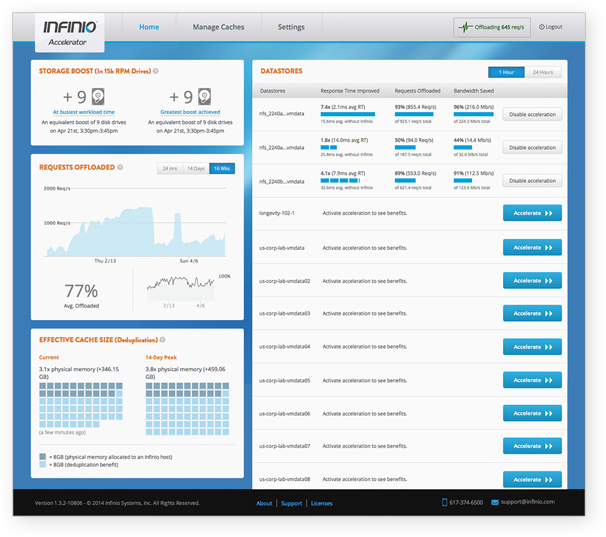 INFINIO
Accelerator
Home
Manage Caches
Settings
Offloading 645 req/s
Logout
STORAGE BOOST (In 15k RPM Drives)
+ 9
+ 9
At busiest workload time
Greatest boost achieved
An equivalent boost of 9 disk drives
on Apr 21st, 3:30pm-3:45pm
An equivalent boost of 9 disk drives
on Apr 21st, 3:30pm-3:45pm
REQUESTS OFFLOADED
24 Hrs
14 Days
16 Wks
2000 Req/s
1000 Req/s
Thu 2/13
Sun 4/6
77%
Avg. Offloaded
100%
2/13
4/6
EFFECTIVE CACHE SIZE (Deduplication)
Current
3.1x physical memory (+346.15
GB)
(a few minutes ago)
14-Day Peak
3.8x physical memory (+459.06
GB)
= 8GB (physical memory allocated to an Infinio host)
= 8GB (deduplication benefit)
DATASTORES
1 Hour
24 Hours
Datastores
Response Time Improved
Requests Offloaded
Bandwidth Saved
nfs_2240a...vmdata
7.4x (2.1ms avg RT)
93% (855.4 Req/s)
96% (216.0 Mb/s)
Disable acceleration
15.6ms avg. without Infinio
of 923.1 req/s total
of 224.3 Mb/s total
nfs_2240a...vmdata
1.8x (14.0ms avg RT)
50% (94.0 Req/s)
44% (14.4 Mb/s)
Disable acceleration
25.8ms avg. without Infinio
of 187.5 req/s total
of 32.8 Mb/s total
nfs_2240b...vmdata
4.1x (7.9ms avg RT)
89% (553.0 Req/s)
91% (112.5 Mb/s)
Disable acceleration
32.6ms avg. without Infinio
of 621.4 req/s total
of 123.6 Mb/s total
longevity-102-1
Activate acceleration to see benefits.
Accelerate
us-corp-lab-vmdata
Activate acceleration to see benefits.
Accelerate
us-corp-lab-vmdata02
Activate acceleration to see benefits.
Accelerate
us-corp-lab-vmdata03
Activate acceleration to see benefits.
Accelerate
us-corp-lab-vmdata04
Activate acceleration to see benefits.
Accelerate
us-corp-lab-vmdata05
Activate acceleration to see benefits.
Accelerate
us-corp-lab-vmdata06
Activate acceleration to see benefits.
Accelerate
us-corp-lab-vmdata07
Activate acceleration to see benefits.
Accelerate
us-corp-lab-vmdata08
Activate acceleration to see benefits.
Accelerate
Version 1.3.2-10806 - © 2014 Infinio Systems, Inc. All Rights Reserved.
About
Support
Licenses
617-374-6500
support@infinio.com